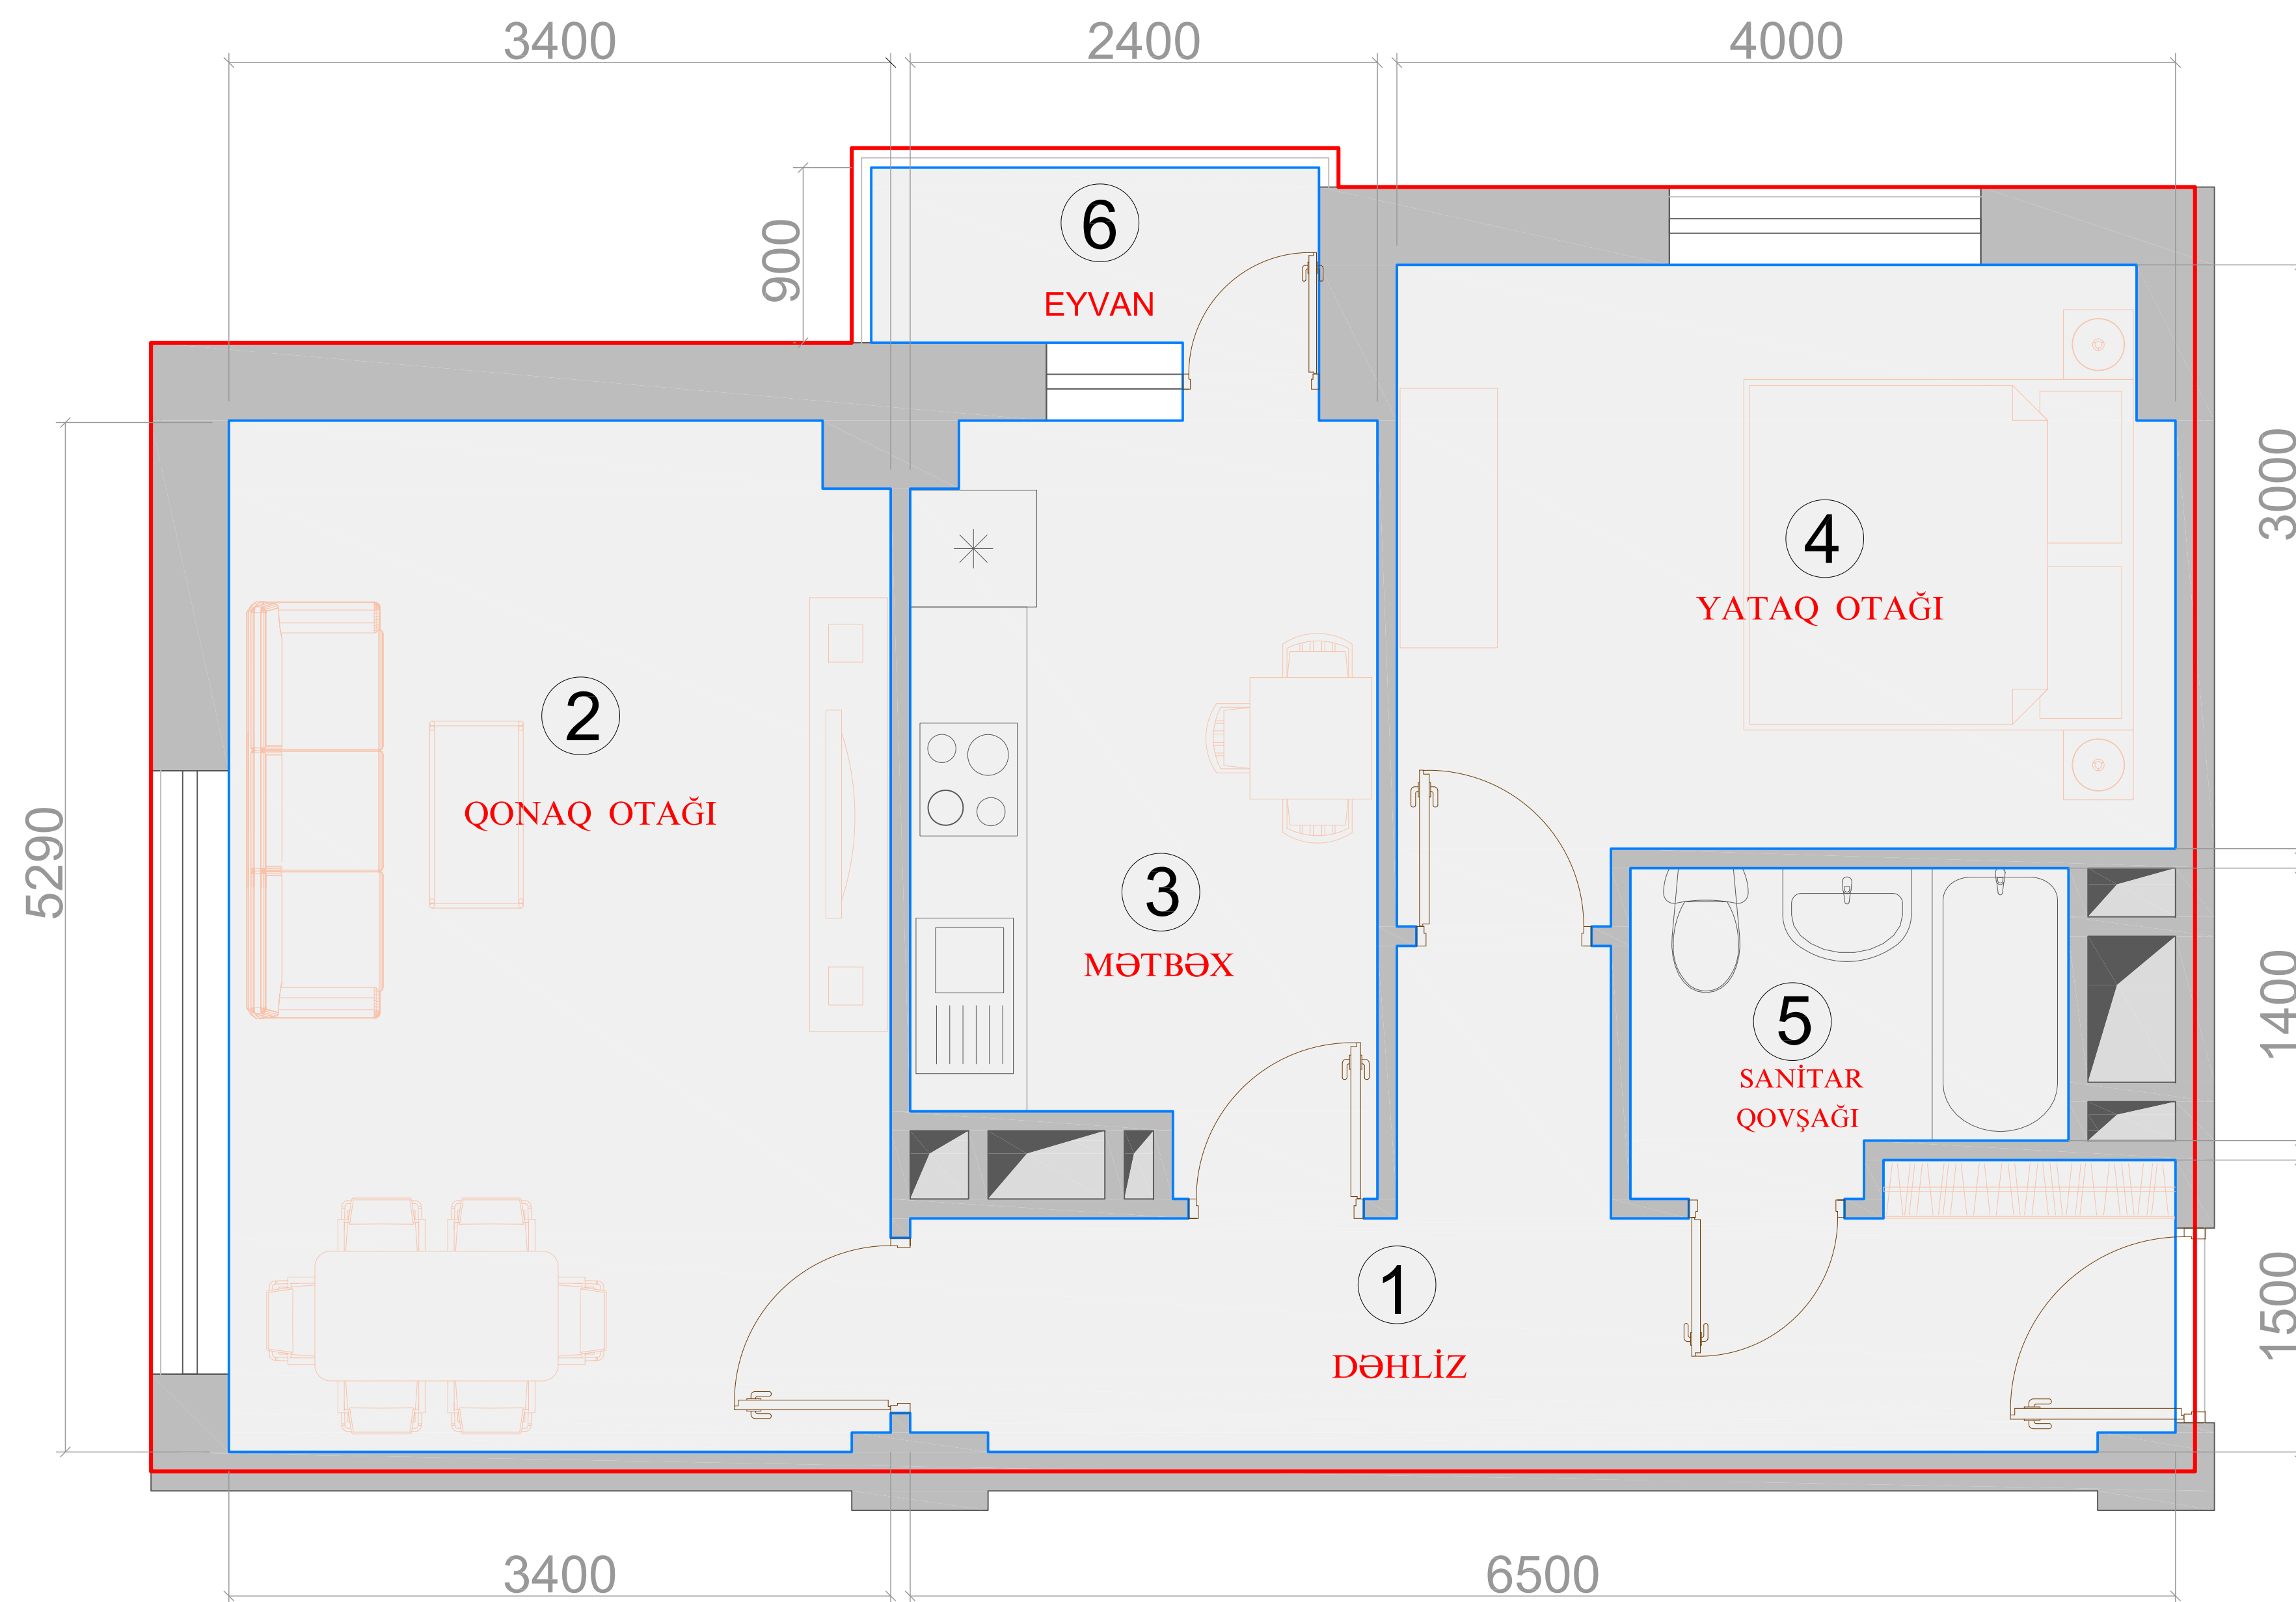 3400
2400
4000
6
EYVAN
900
4
YATAQ OTAĞI
3000
2
QONAQ OTAĞI
5290
3
MƏTBƏX
5
SANİTAR
QOVŞAĞI
1400
1
DƏHLİZ
1500
3400
6500